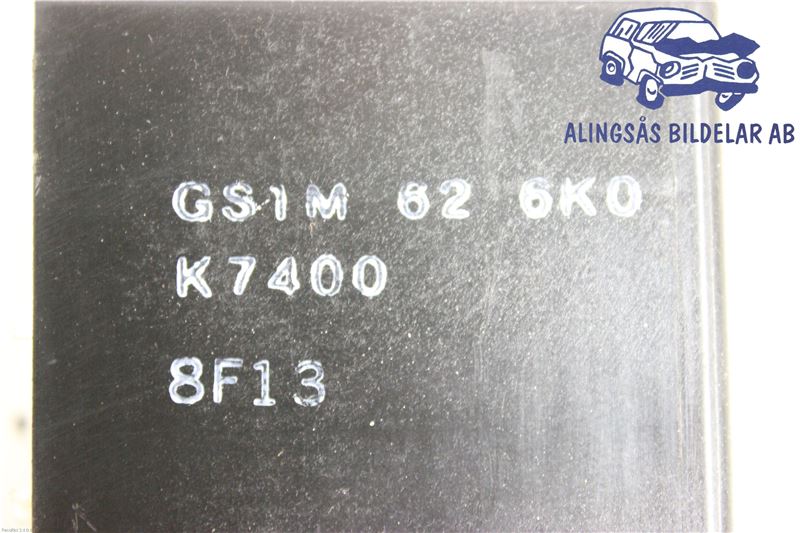 ALINGSÅS BILDELAR AB
GS1M 62 6K0
K7400
8F13